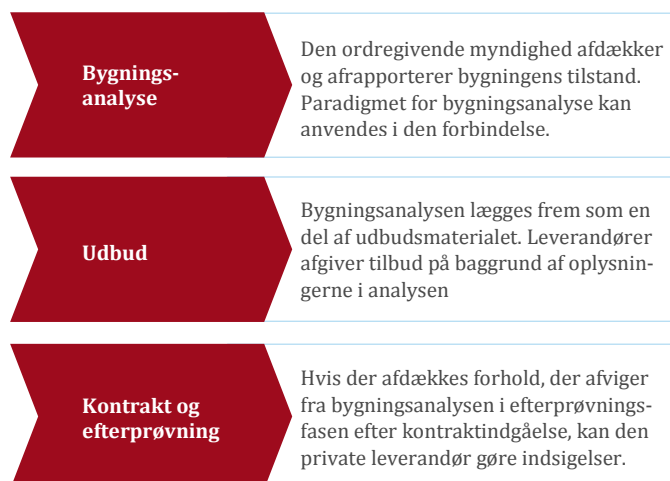 Bygnings-
analyse
Den ordregivende myndighed afdækker
og afrapporterer bygningens tilstand.
Paradigmet for bygningsanalyse kan
anvendes i den forbindelse.
Udbud
Bygningsanalysen lægges frem som en
del af udbudsmaterialet. Leverandører
afgiver tilbud på baggrund af oplysnin-
gerne i analysen
Kontrakt og
efterprøvning
Hvis der afdækkes forhold, der afviger
fra bygningsanalysen i efterprøvnings-
fasen efter kontraktindgåelse, kan den
private leverandør gøre indsigelser.